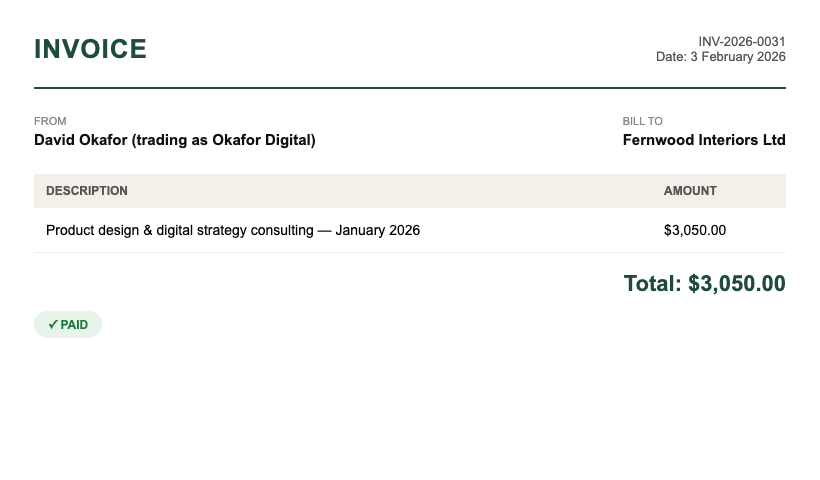 INVOICE
INV-2026-0031
Date: 3 February 2026
FROM
David Okafor (trading as Okafor Digital)
BILL TO
Fernwood Interiors Ltd
DESCRIPTION AMOUNT
Product design & digital strategy consulting — January 2026 $3,050.00
Total: $3,050.00
✓ PAID